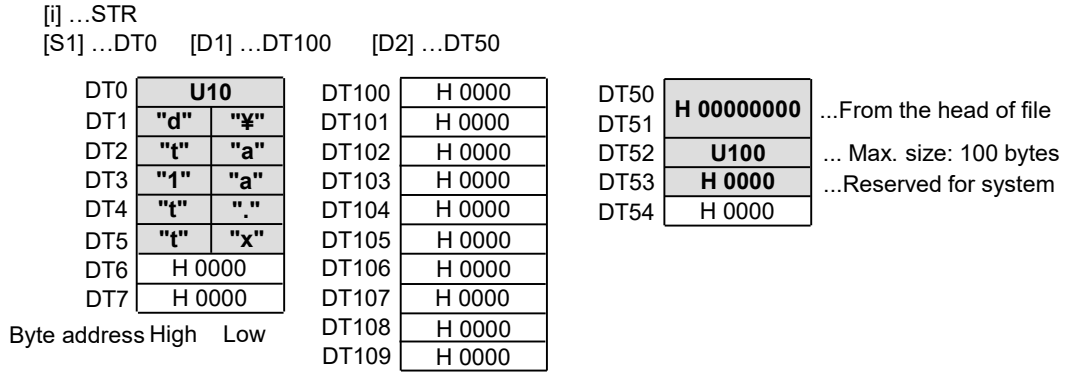 [i] …STR
[S1] …DT0 [D1] …DT100 [D2] …DT50
DT0 U10
DT1 "d" "¥"
DT2 "t" "a"
DT3 "1" "a"
DT4 "t" "."
DT5 "t" "x"
DT6 H 0000
DT7 H 0000
Byte address High Low
DT100 H 0000
DT101 H 0000
DT102 H 0000
DT103 H 0000
DT104 H 0000
DT105 H 0000
DT106 H 0000
DT107 H 0000
DT108 H 0000
DT109 H 0000
DT50 H 00000000 ...From the head of file
DT51
DT52 U100 ... Max. size: 100 bytes
DT53 H 0000 ...Reserved for system
DT54 H 0000